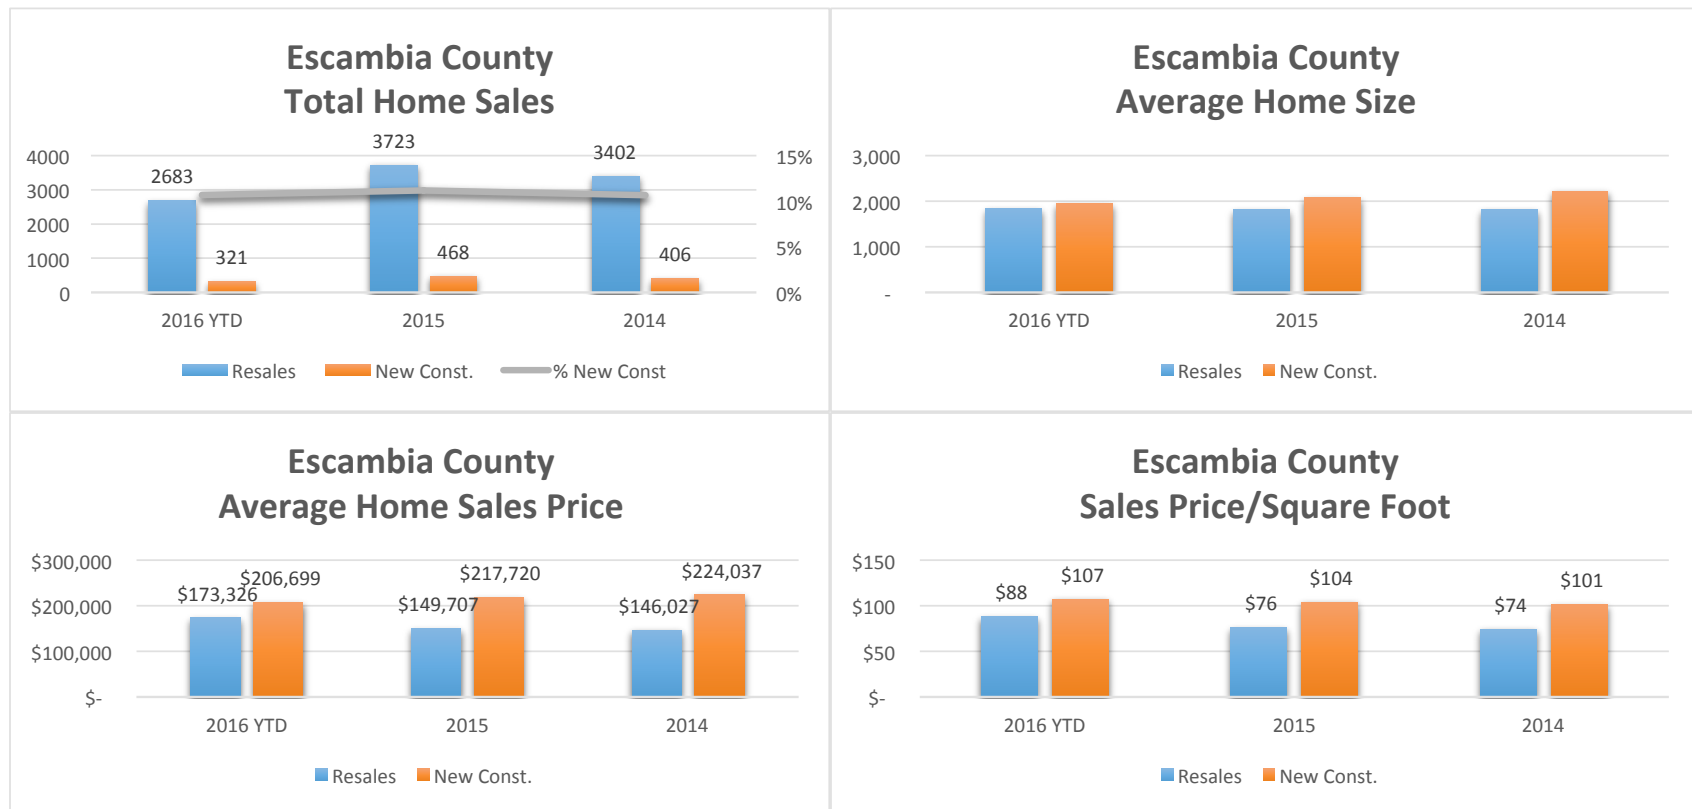 Escambia County
Total Home Sales
3723
3402
2683
321
468
406
4000
3000
2000
1000
0
15%
10%
5%
0%
2016 YTD
2015
2014
Resales
New Const.
% New Const
Escambia County
Average Home Size
3,000
2,000
1,000
-
2016 YTD
2015
2014
Resales
New Const.
Escambia County
Average Home Sales Price
$300,000
$200,000
$100,000
$-
$173,326
$206,699
$149,707
$217,720
$146,027
$224,037
2016 YTD
2015
2014
Resales
New Const.
Escambia County
Sales Price/Square Foot
$150
$100
$50
$-
$88
$107
$76
$104
$74
$101
2016 YTD
2015
2014
Resales
New Const.